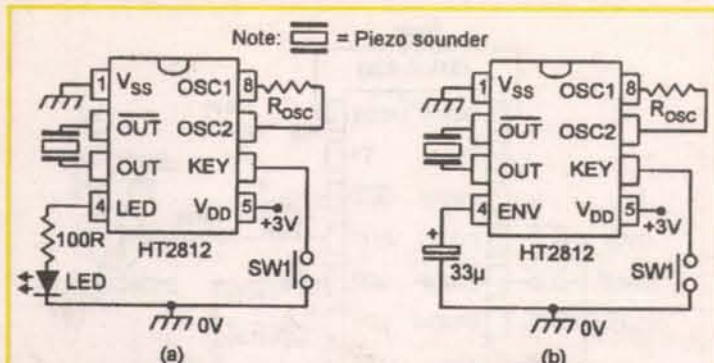 Note: = Piezo sounder
1 VSS OSC1 8 ROSC
OUT OSC2
OUT KEY
4 LED VDD 5 +3V
100R HT2812
LED SW1
0V
(a)
1 VSS OSC1 8 ROSC
OUT OSC2
OUT KEY
4 ENV VDD 5 +3V
+
33µ HT2812
SW1
0V
(b)